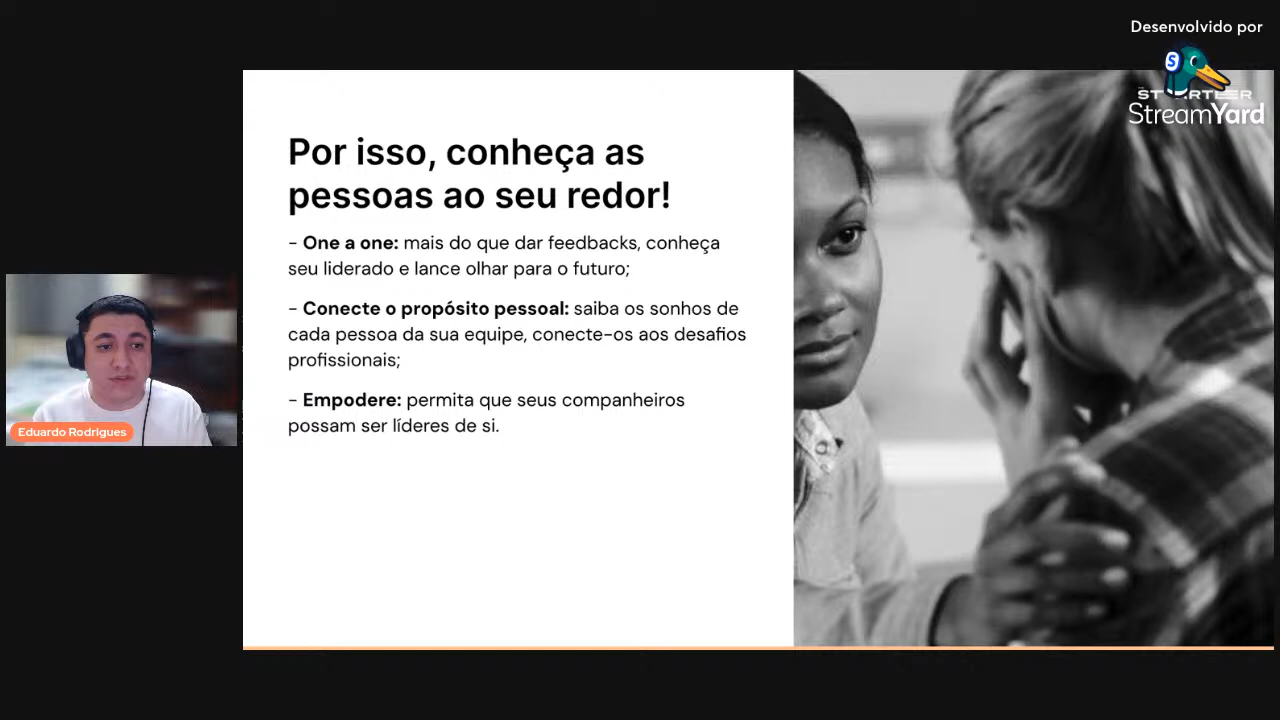 Desenvolvido por
StreamYard
Por isso, conheça as
pessoas ao seu redor!
- One a one: mais do que dar feedbacks, conheça
seu liderado e lance olhar para o futuro;
- Conecte o propósito pessoal: saiba os sonhos de
cada pessoa da sua equipe, conecte-os aos desafios
profissionais;
- Empodere: permita que seus companheiros
possam ser líderes de si.
Eduardo Rodrigues